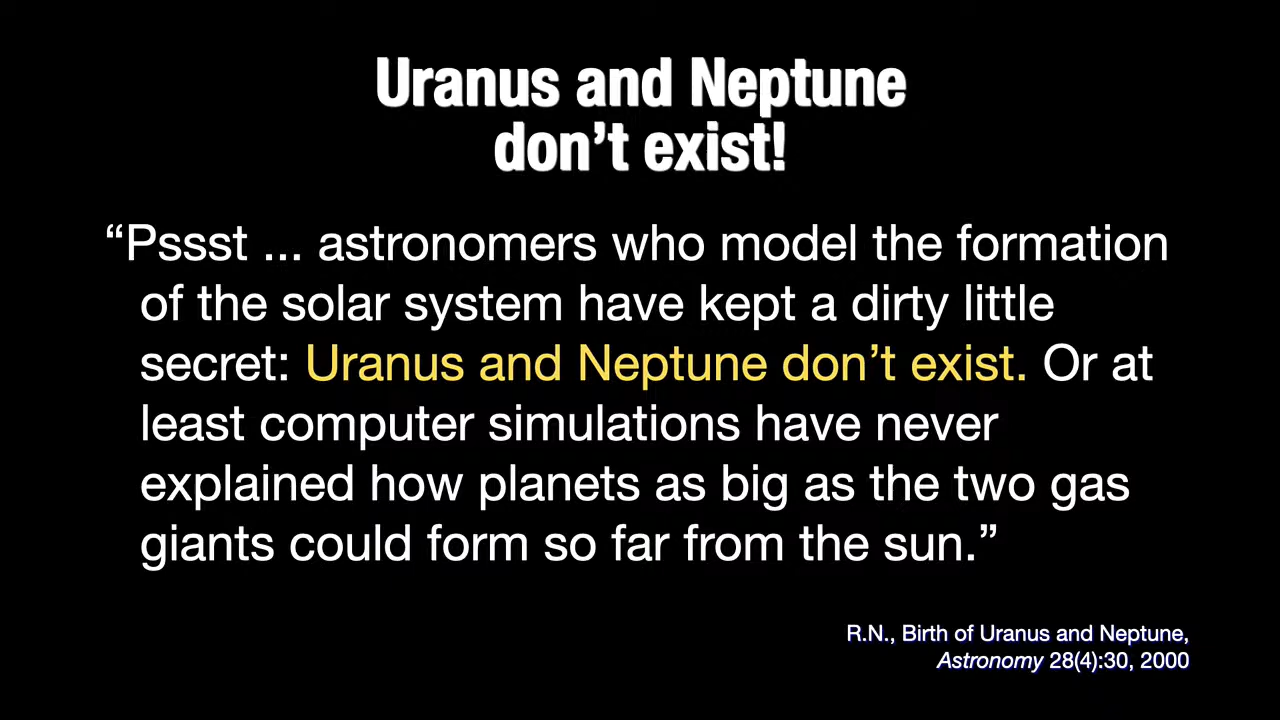 Uranus and Neptune
don’t exist!
“Pssst ... astronomers who model the formation
of the solar system have kept a dirty little
secret: Uranus and Neptune don’t exist. Or at
least computer simulations have never
explained how planets as big as the two gas
giants could form so far from the sun.”
R.N., Birth of Uranus and Neptune,
Astronomy 28(4):30, 2000